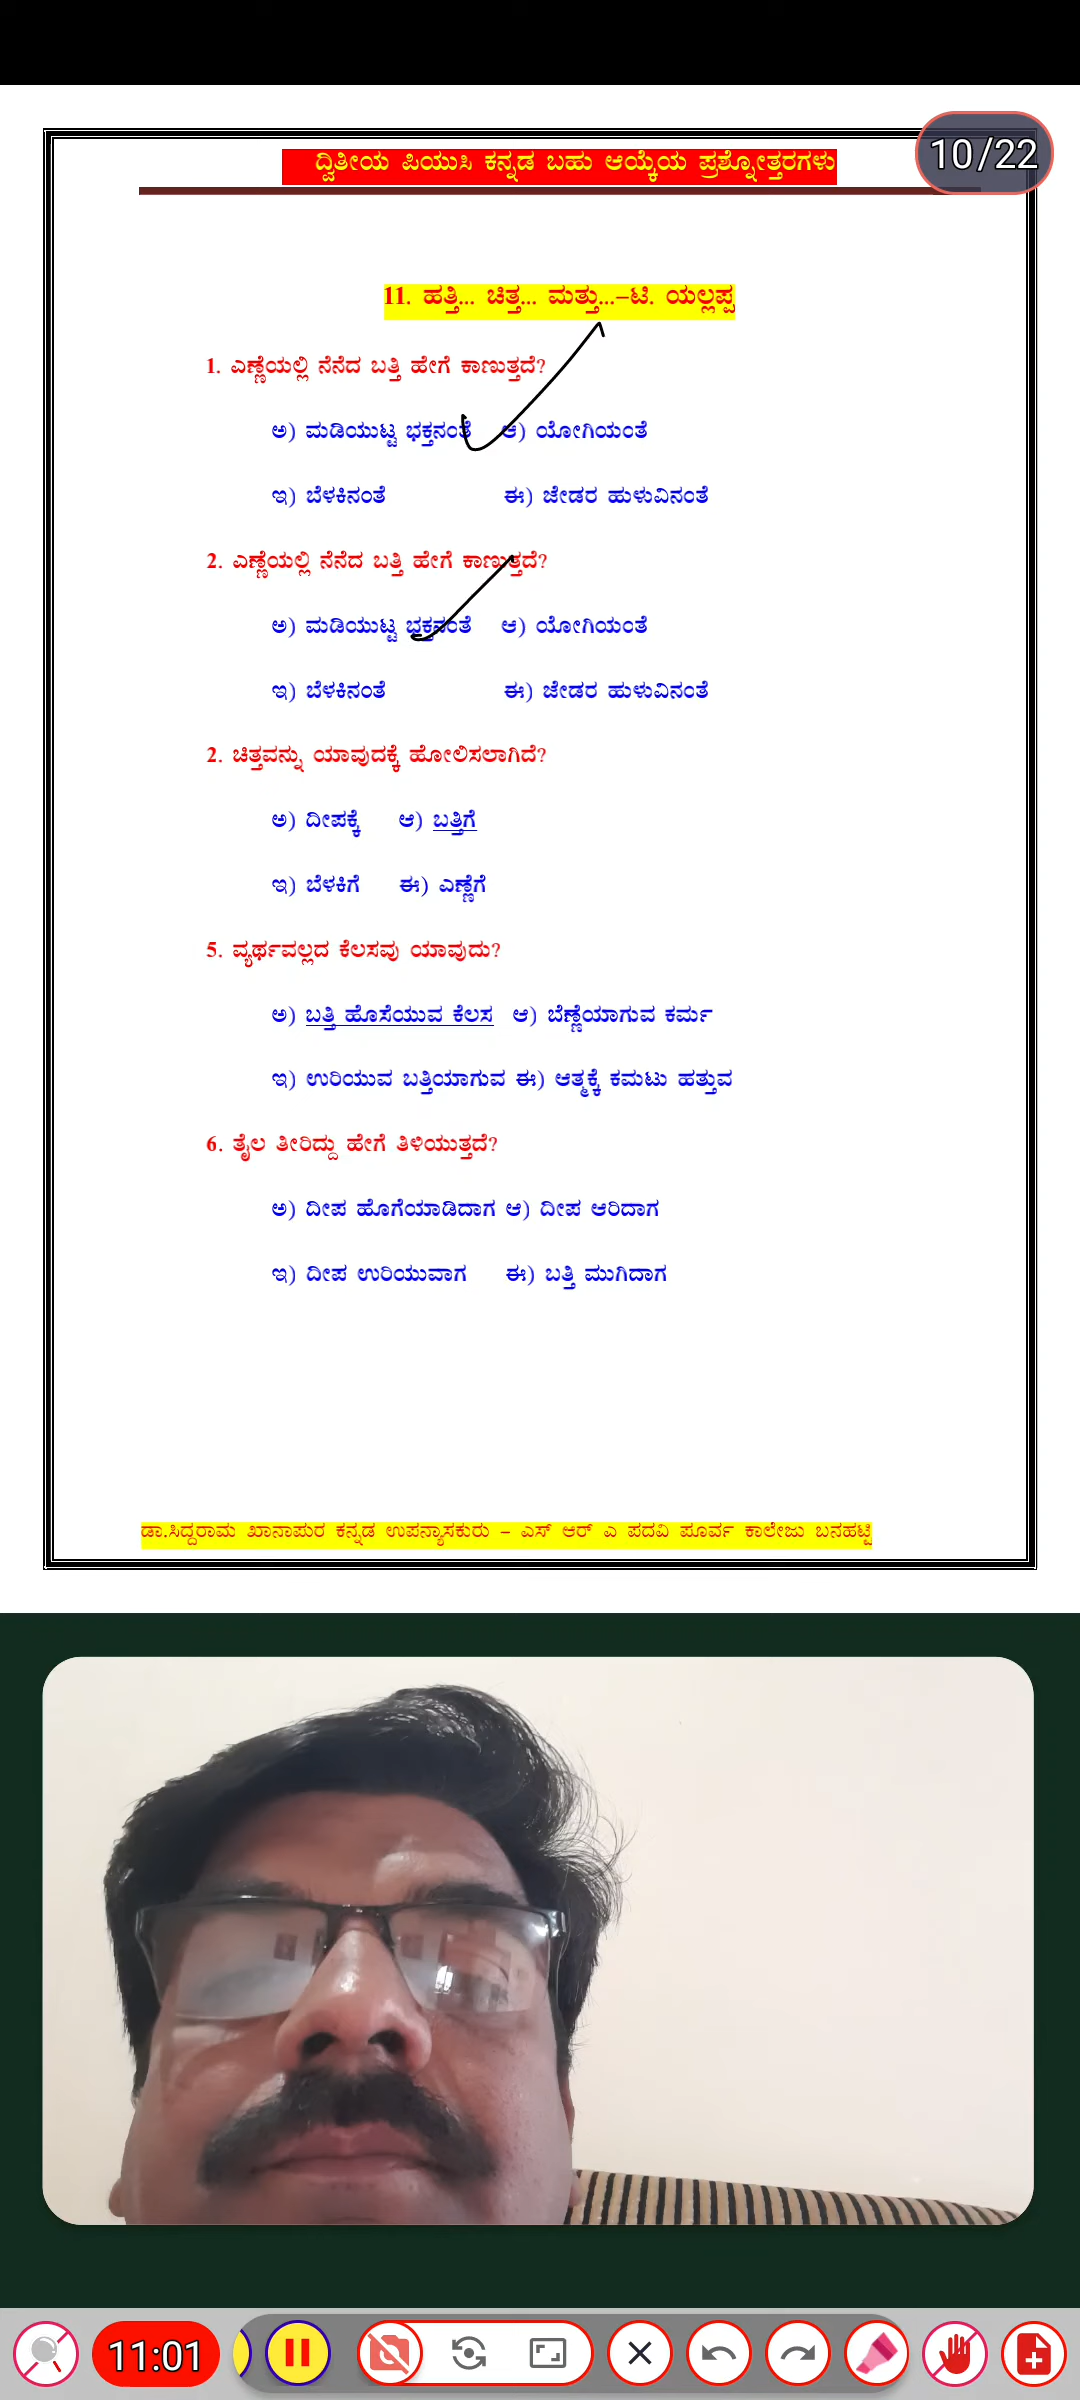 10/22
ದ್ವಿತೀಯ ಪಿಯುಸಿ ಕನ್ನಡ ಬಹು ಆಯ್ಕೆಯ ಪ್ರಶ್ನೋತ್ತರಗಳು
11. ಹತ್ತಿ... ಚಿತ್ತ... ಮತ್ತು...–ಟಿ. ಯಲ್ಲಪ್ಪ
1. ಎಣ್ಣೆಯಲ್ಲಿ ನೆನೆದ ಬತ್ತಿ ಹೇಗೆ ಕಾಣುತ್ತದೆ?
ಅ) ಮಡಿಯುಟ್ಟ ಭಕ್ತನಂತೆ ಆ) ಯೋಗಿಯಂತೆ
ಇ) ಬೆಳಕಿನಂತೆ ಈ) ಜೇಡರ ಹುಳುವಿನಂತೆ
2. ಎಣ್ಣೆಯಲ್ಲಿ ನೆನೆದ ಬತ್ತಿ ಹೇಗೆ ಕಾಣುತ್ತದೆ?
ಅ) ಮಡಿಯುಟ್ಟ ಭಕ್ತನಂತೆ ಆ) ಯೋಗಿಯಂತೆ
ಇ) ಬೆಳಕಿನಂತೆ ಈ) ಜೇಡರ ಹುಳುವಿನಂತೆ
2. ಚಿತ್ತವನ್ನು ಯಾವುದಕ್ಕೆ ಹೋಲಿಸಲಾಗಿದೆ?
ಅ) ದೀಪಕ್ಕೆ ಆ) ಬತ್ತಿಗೆ
ಇ) ಬೆಳಕಿಗೆ ಈ) ಎಣ್ಣೆಗೆ
5. ವ್ಯರ್ಥವಲ್ಲದ ಕೆಲಸವು ಯಾವುದು?
ಅ) ಬತ್ತಿ ಹೊಸೆಯುವ ಕೆಲಸ ಆ) ಬೆಣ್ಣೆಯಾಗುವ ಕರ್ಮ
ಇ) ಉರಿಯುವ ಬತ್ತಿಯಾಗುವ ಈ) ಆತ್ಮಕ್ಕೆ ಕಮಟು ಹತ್ತುವ
6. ತೈಲ ತೀರಿದ್ದು ಹೇಗೆ ತಿಳಿಯುತ್ತದೆ?
ಅ) ದೀಪ ಹೊಗೆಯಾಡಿದಾಗ ಆ) ದೀಪ ಆರಿದಾಗ
ಇ) ದೀಪ ಉರಿಯುವಾಗ ಈ) ಬತ್ತಿ ಮುಗಿದಾಗ
ಡಾ.ಸಿದ್ದರಾಮ ಖಾನಾಪುರ ಕನ್ನಡ ಉಪನ್ಯಾಸಕರು – ಎಸ್ ಆರ್ ಎ ಪದವಿ ಪೂರ್ವ ಕಾಲೇಜು ಬನಹಟ್ಟಿ
11:01